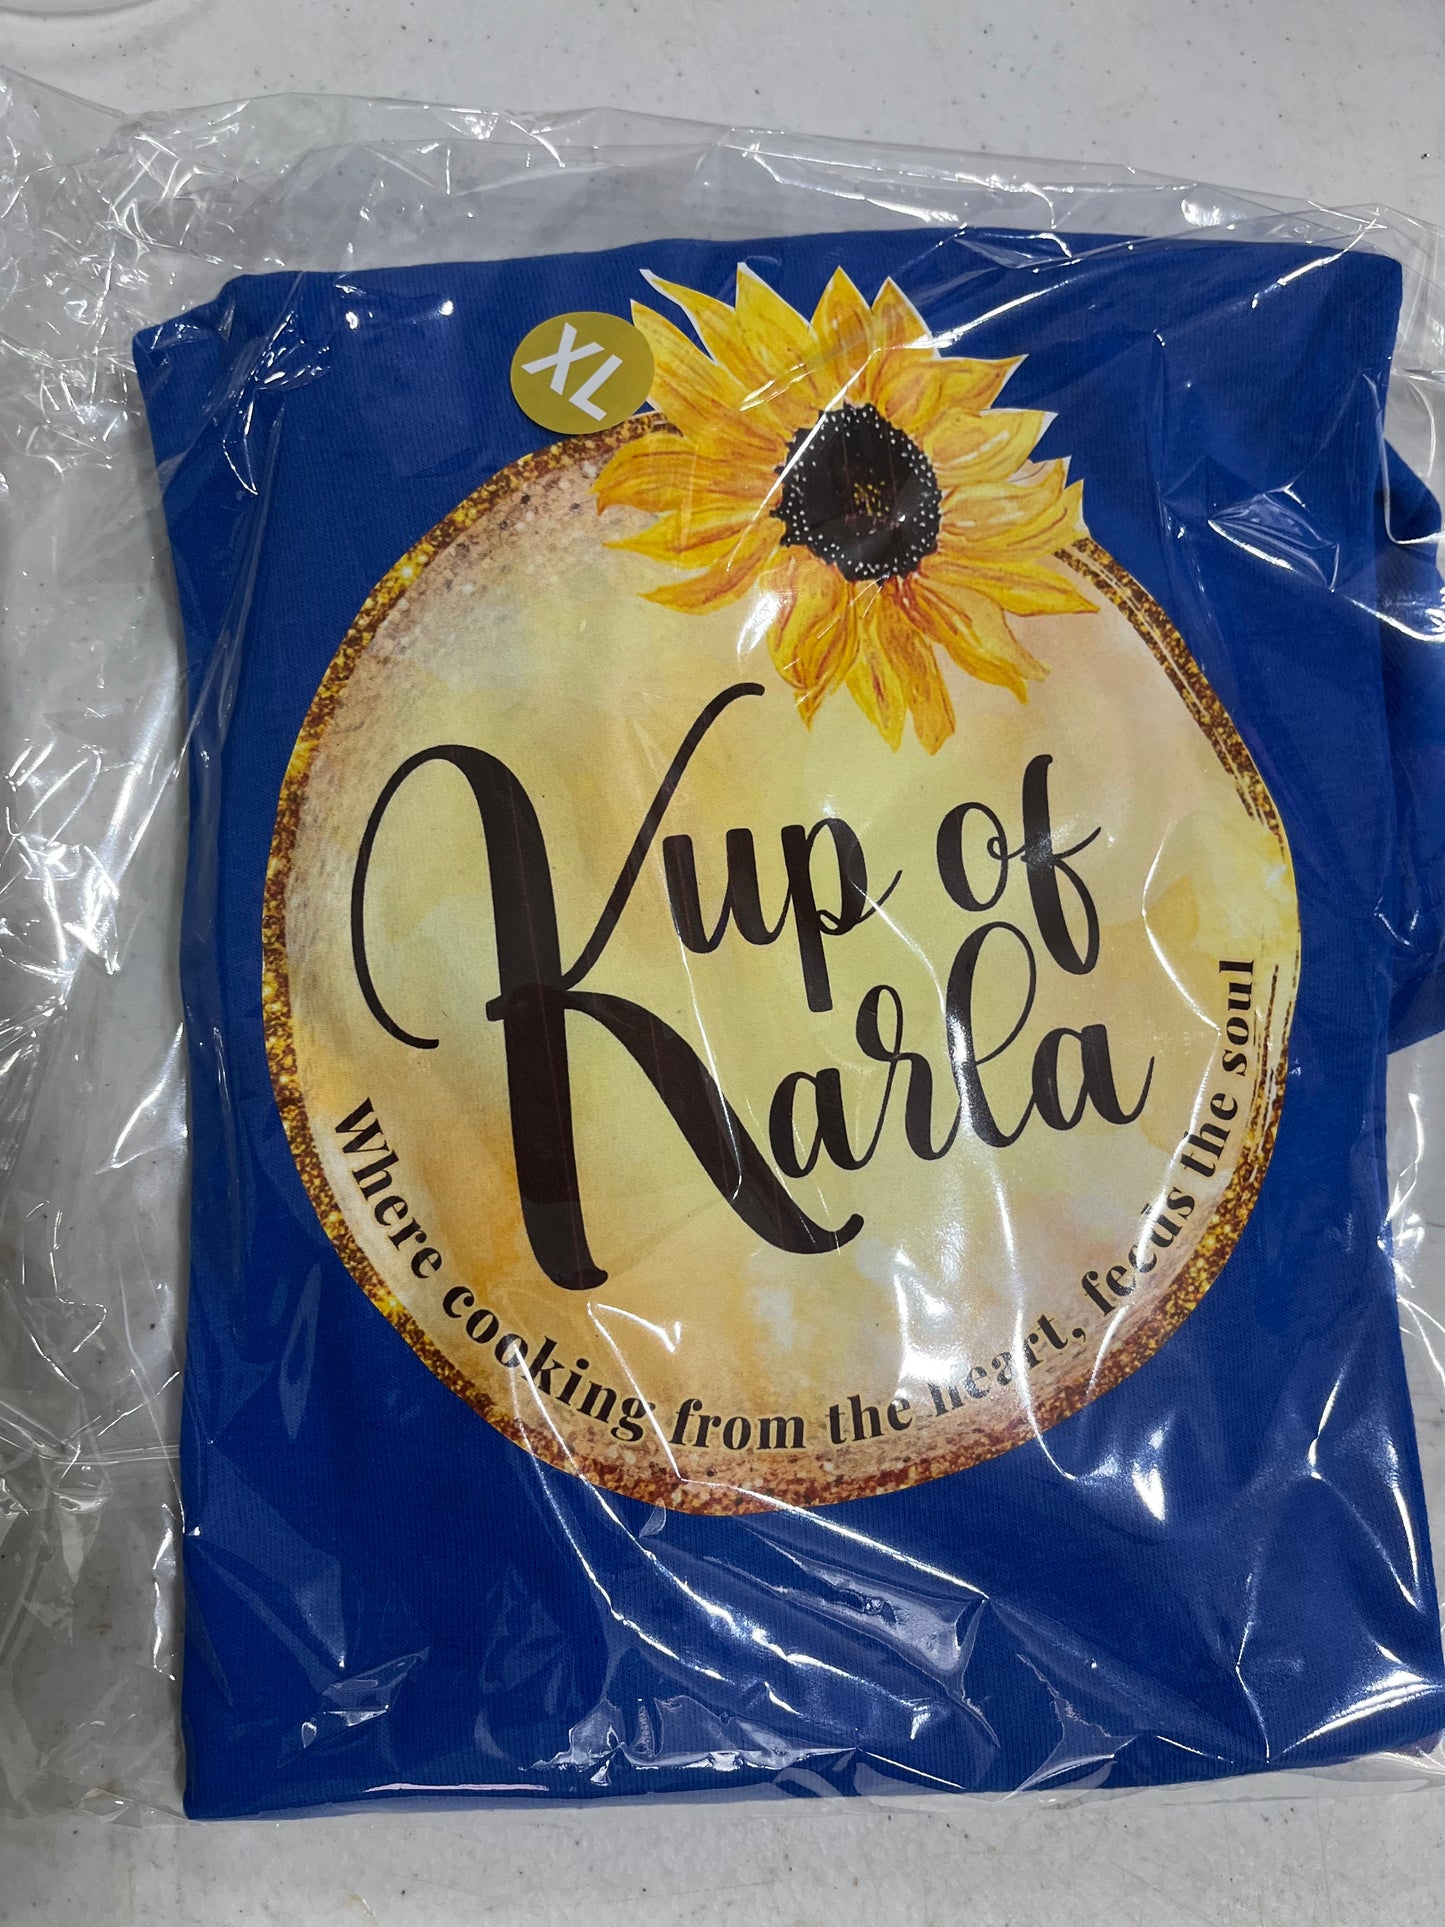 XL
Kup of
Karla
Where cooking from the heart, feeds the soul